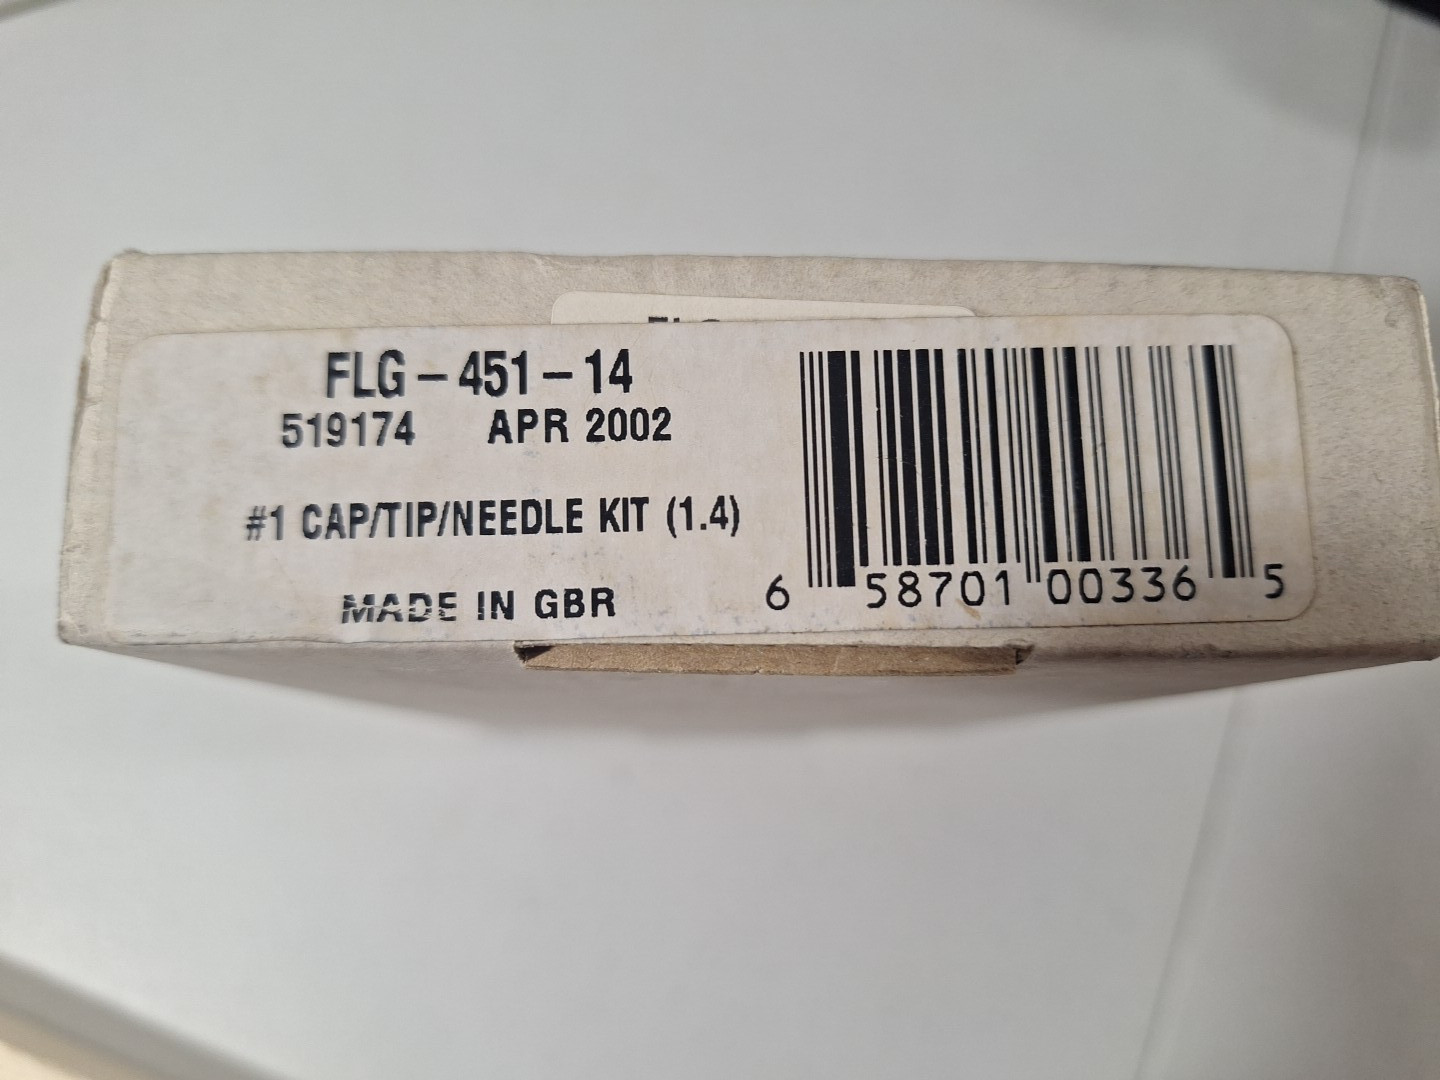 FLG-451-14
519174 APR 2002
#1 CAP/TIP/NEEDLE KIT (1.4)
MADE IN GBR
6 58701 00336 5